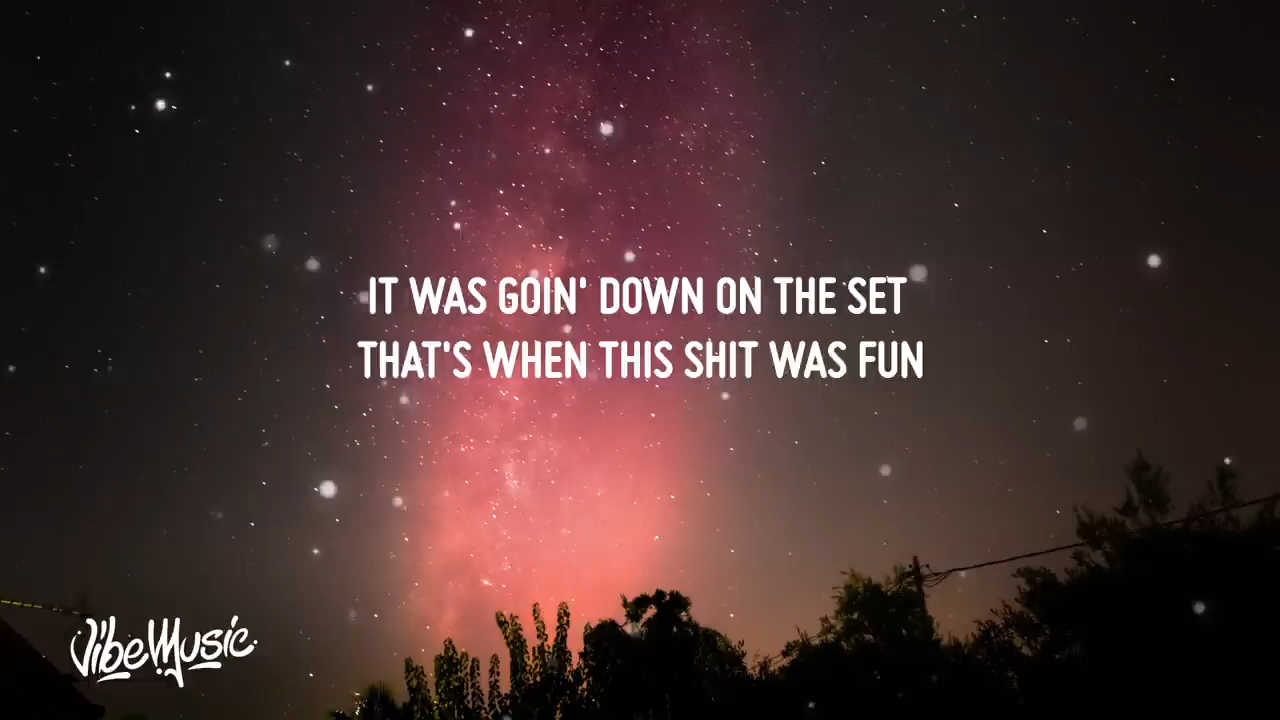 IT WAS GOIN' DOWN ON THE SET
THAT'S WHEN THIS SHIT WAS FUN
VibeMusic